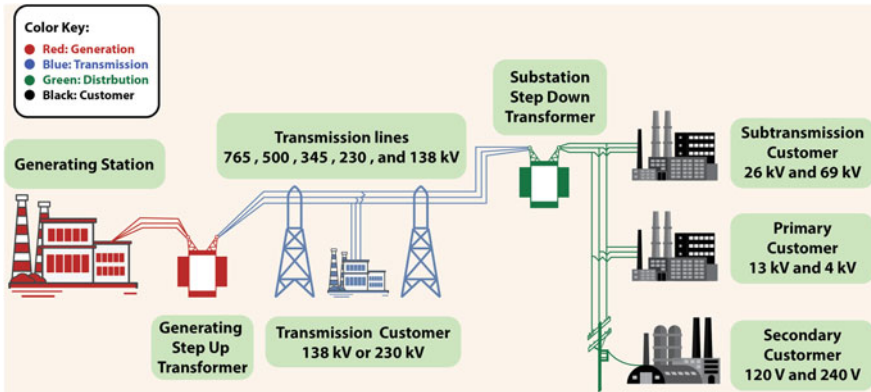 Color Key:
Red: Generation
Blue: Transmission
Green: Distrbution
Black: Customer
Generating Station
Transmission lines
765 , 500 , 345 , 230 , and 138 kV
Substation
Step Down
Transformer
Subtransmission
Customer
26 kV and 69 kV
Primary
Customer
13 kV and 4 kV
Generating
Step Up
Transformer
Transmission Customer
138 kV or 230 kV
Secondary
Custormer
120 V and 240 V